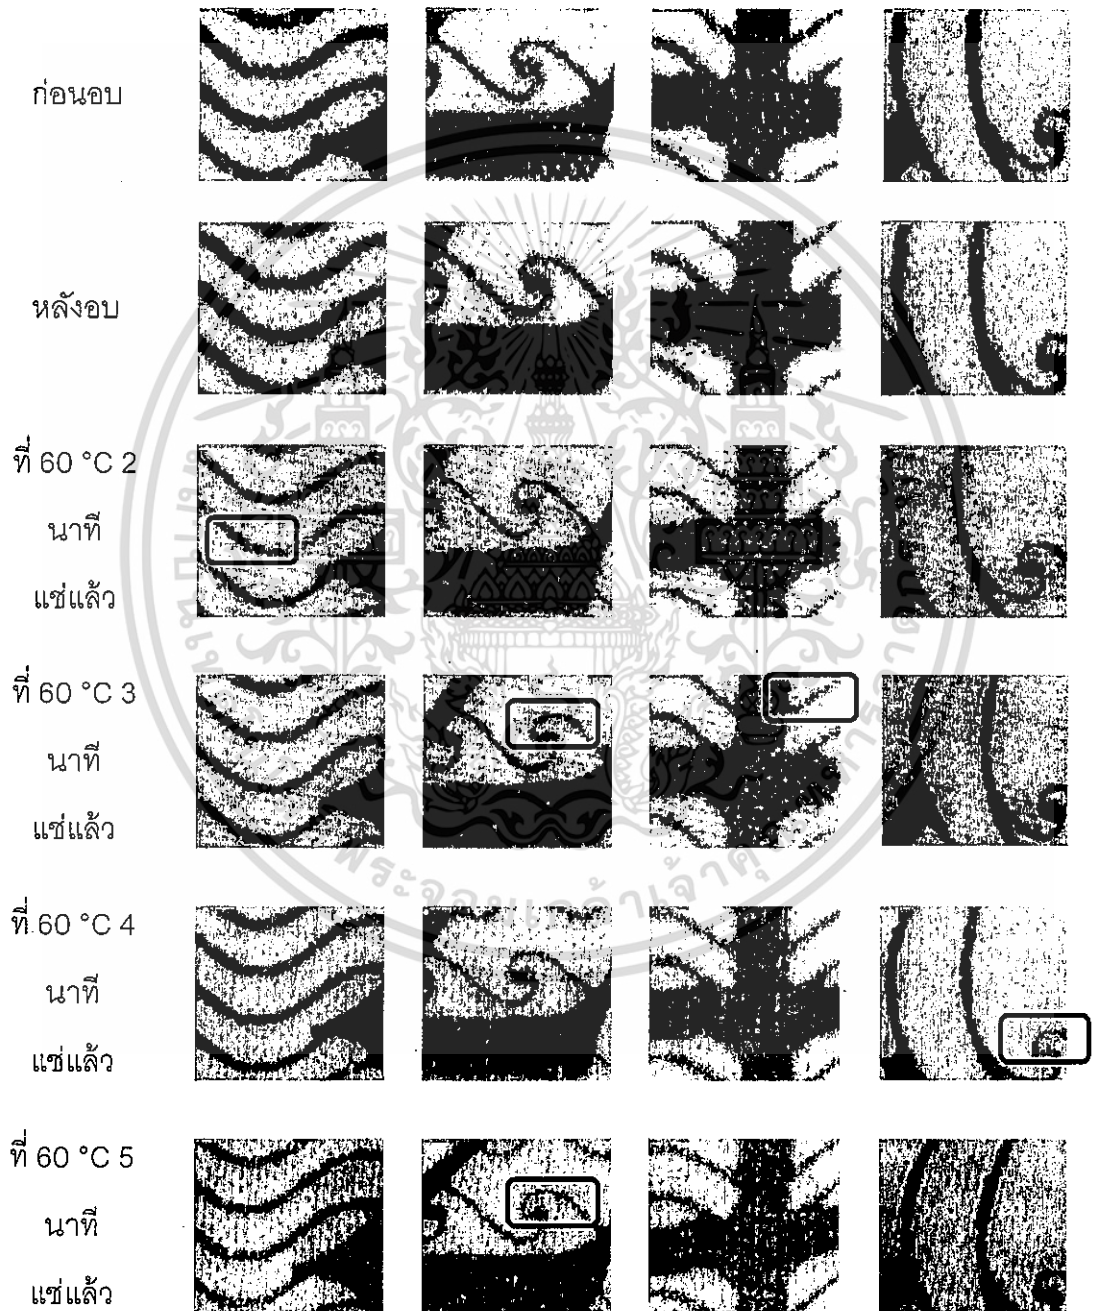 ก่อนอบ
หลังอบ
ที่ 60 °C 2
นาที
แช่แล้ว
ที่ 60 °C 3
นาที
แช่แล้ว
ที่ 60 °C 4
นาที
แช่แล้ว
ที่ 60 °C 5
นาที
แช่แล้ว